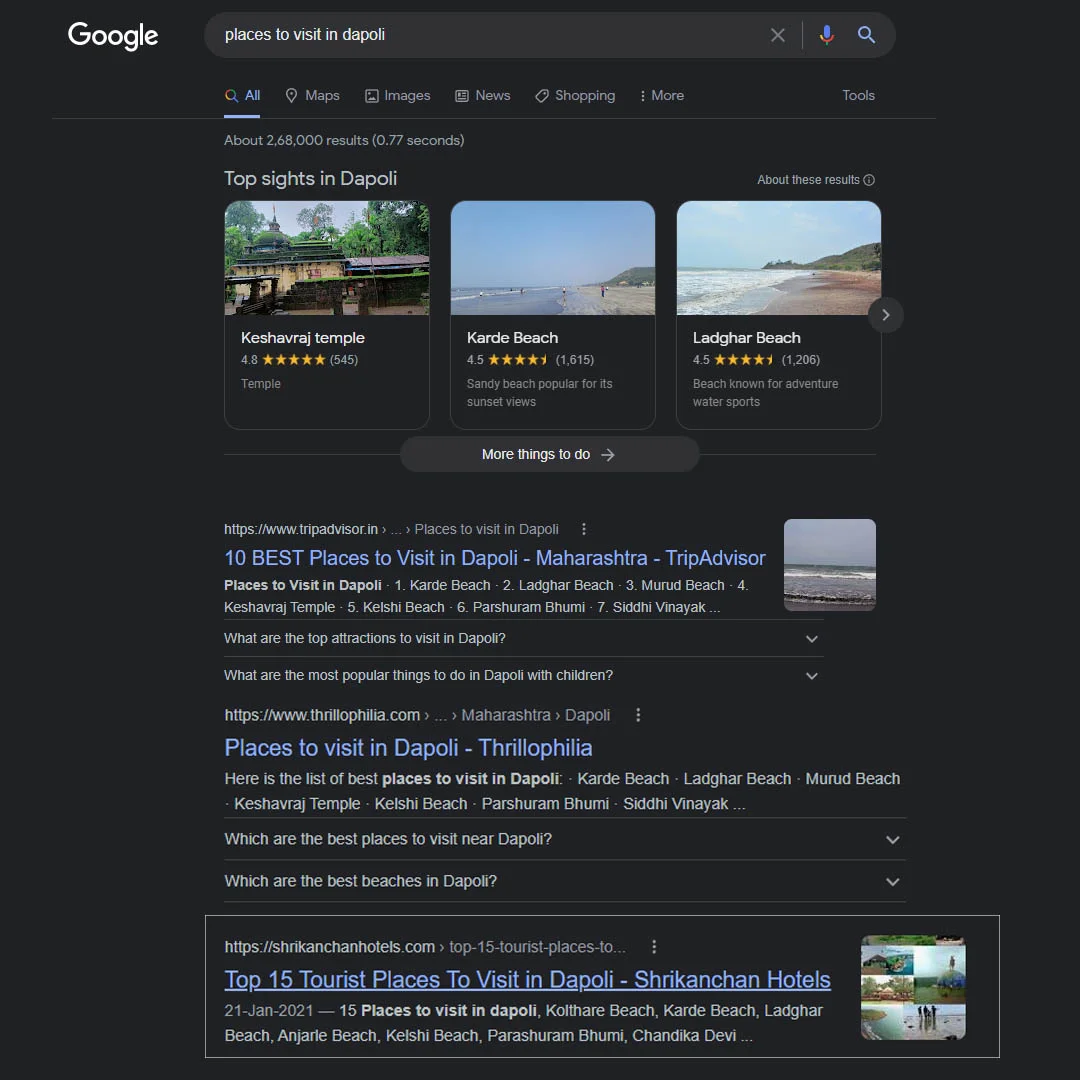 Google
places to visit in dapoli
All Maps Images News Shopping More Tools
About 2,68,000 results (0.77 seconds)
Top sights in Dapoli About these results
Keshavraj temple
4.8 (545)
Temple
Karde Beach
4.5 (1,615)
Sandy beach popular for its
sunset views
Ladghar Beach
4.5 (1,206)
Beach known for adventure
water sports
More things to do →
https://www.tripadvisor.in › ... › Places to visit in Dapoli
10 BEST Places to Visit in Dapoli - Maharashtra - TripAdvisor
Places to Visit in Dapoli · 1. Karde Beach · 2. Ladghar Beach · 3. Murud Beach · 4.
Keshavraj Temple · 5. Kelshi Beach · 6. Parshuram Bhumi · 7. Siddhi Vinayak ...
What are the top attractions to visit in Dapoli?
What are the most popular things to do in Dapoli with children?
https://www.thrillophilia.com › ... › Maharashtra › Dapoli
Places to visit in Dapoli - Thrillophilia
Here is the list of best places to visit in Dapoli: · Karde Beach · Ladghar Beach · Murud Beach
· Keshavraj Temple · Kelshi Beach · Parshuram Bhumi · Siddhi Vinayak ...
Which are the best places to visit near Dapoli?
Which are the best beaches in Dapoli?
https://shrikanchanhotels.com › top-15-tourist-places-to...
Top 15 Tourist Places To Visit in Dapoli - Shrikanchan Hotels
21-Jan-2021 — 15 Places to visit in dapoli, Kolthare Beach, Karde Beach, Ladghar
Beach, Anjarle Beach, Kelshi Beach, Parashuram Bhumi, Chandika Devi ...